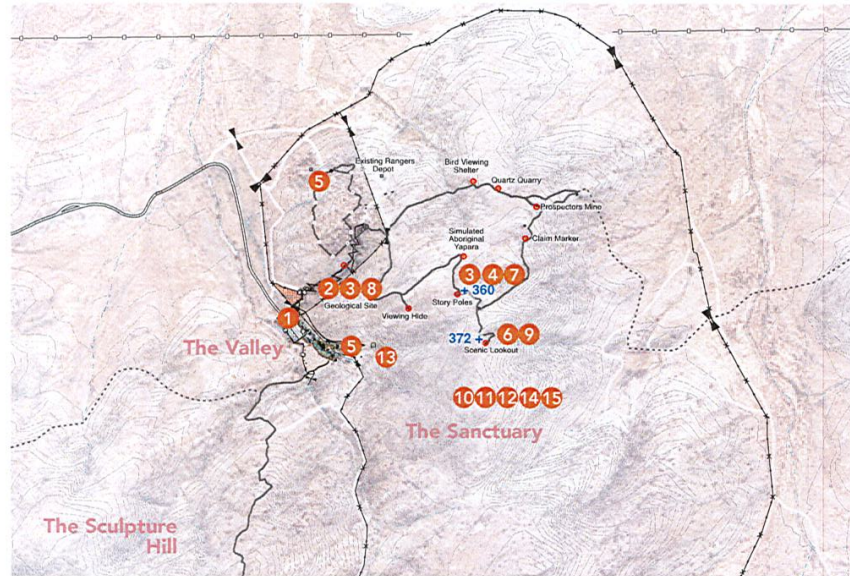 Existing Rangers
Depot
Bird Viewing
Shelter
Quartz Quarry
5
Prospectors Mine
Simulated
Aboriginal
Yapara
Claim Marker
3 4 7
2 3 8
+ 360
Geological Site
Story Poles
Viewing Hide
1
The Valley
372 +
6 9
Scenic Lookout
5
13
10 11 12 14 15
The Sanctuary
The Sculpture
Hill